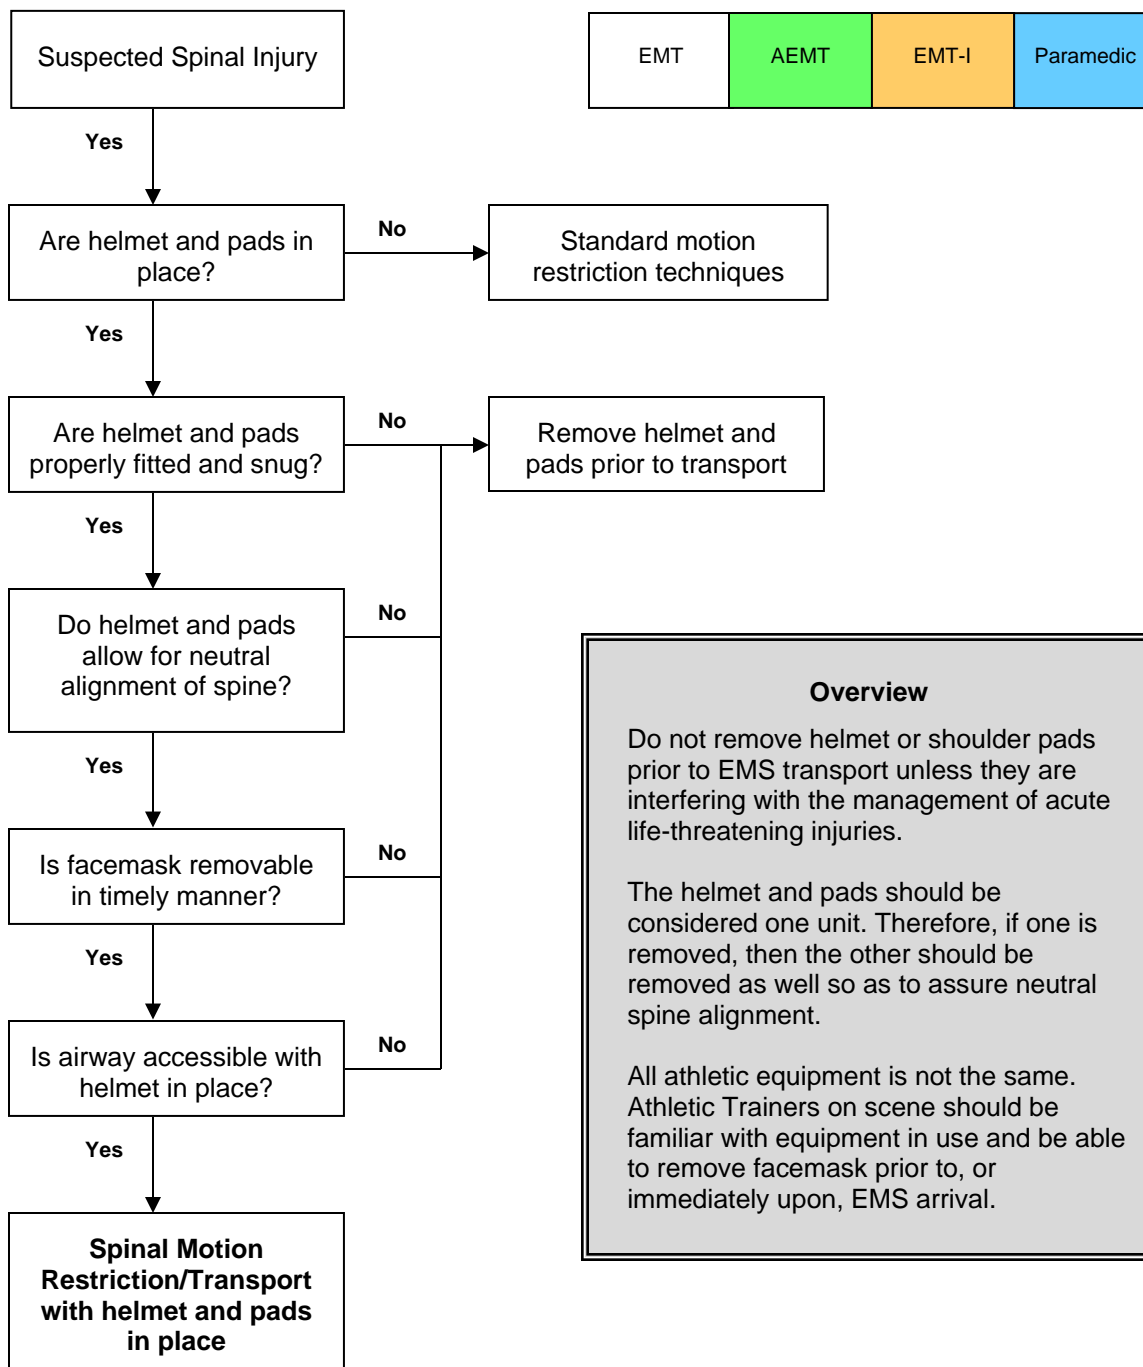 Suspected Spinal Injury
EMT
AEMT
EMT-I
Paramedic
Yes
Are helmet and pads in
place?
No
Standard motion
restriction techniques
Yes
Are helmet and pads
properly fitted and snug?
No
Remove helmet and
pads prior to transport
Yes
Do helmet and pads
allow for neutral
alignment of spine?
No
Yes
Is facemask removable
in timely manner?
No
Yes
Is airway accessible with
helmet in place?
No
Yes
Spinal Motion
Restriction/Transport
with helmet and pads
in place
Overview
Do not remove helmet or shoulder pads
prior to EMS transport unless they are
interfering with the management of acute
life-threatening injuries.
The helmet and pads should be
considered one unit. Therefore, if one is
removed, then the other should be
removed as well so as to assure neutral
spine alignment.
All athletic equipment is not the same.
Athletic Trainers on scene should be
familiar with equipment in use and be able
to remove facemask prior to, or
immediately upon, EMS arrival.